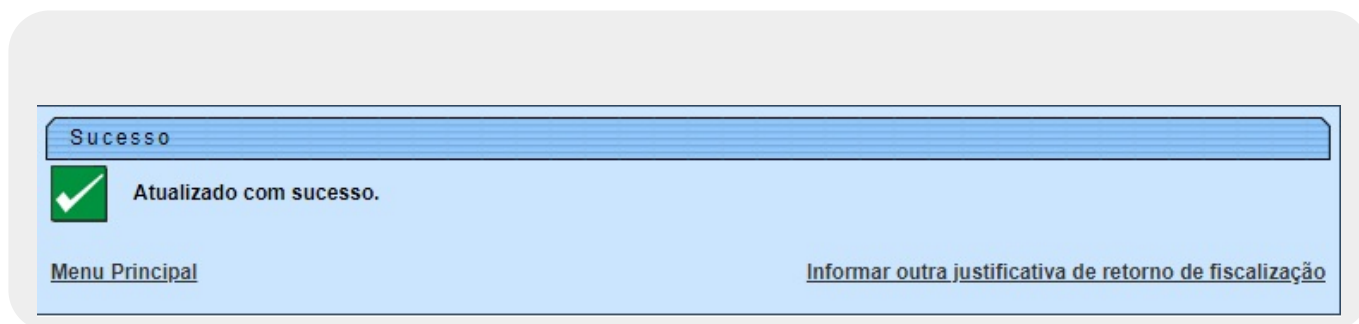 Sucesso
Atualizado com sucesso.
Menu Principal
Informar outra justificativa de retorno de fiscalização